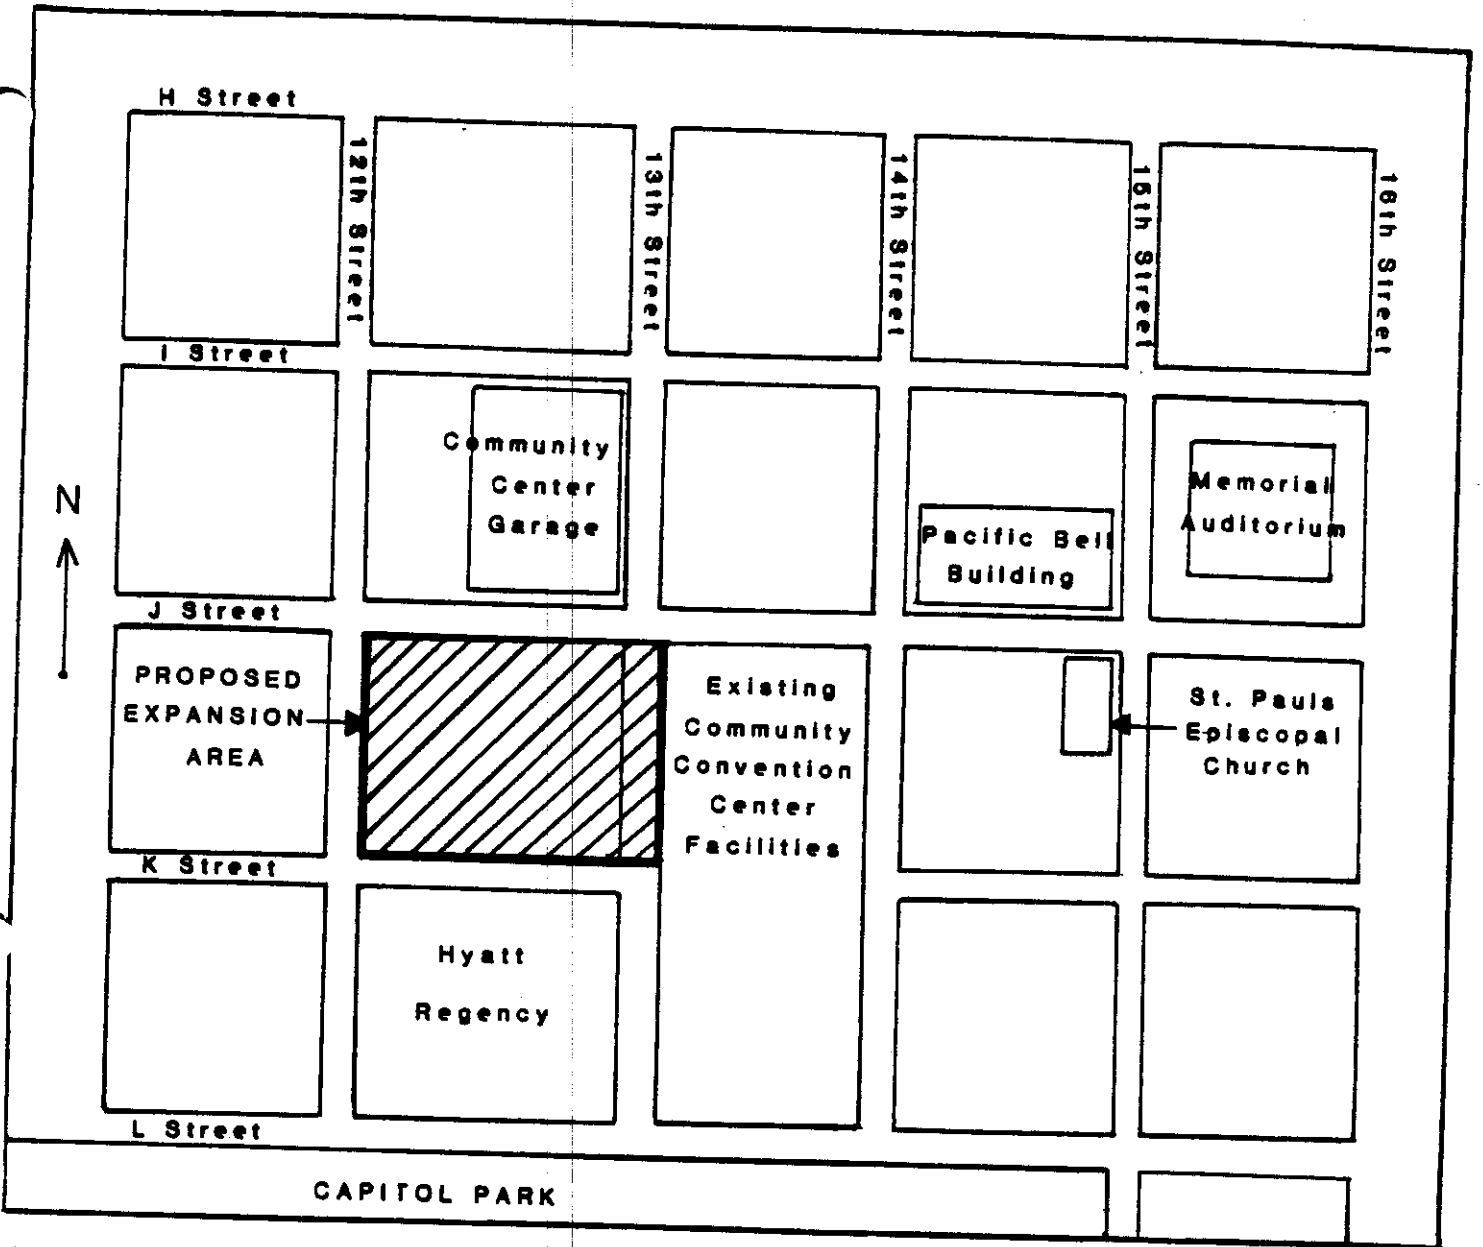 H Street
12th Street
13th Street
14th Street
15th Street
16th Street
I Street
Community
Center
Garage
Pacific Bell
Building
Memorial
Auditorium
N
J Street
PROPOSED
EXPANSION
AREA
Existing
Community
Convention
Center
Facilities
St. Pauls
Episcopal
Church
K Street
Hyatt
Regency
L Street
CAPITOL PARK